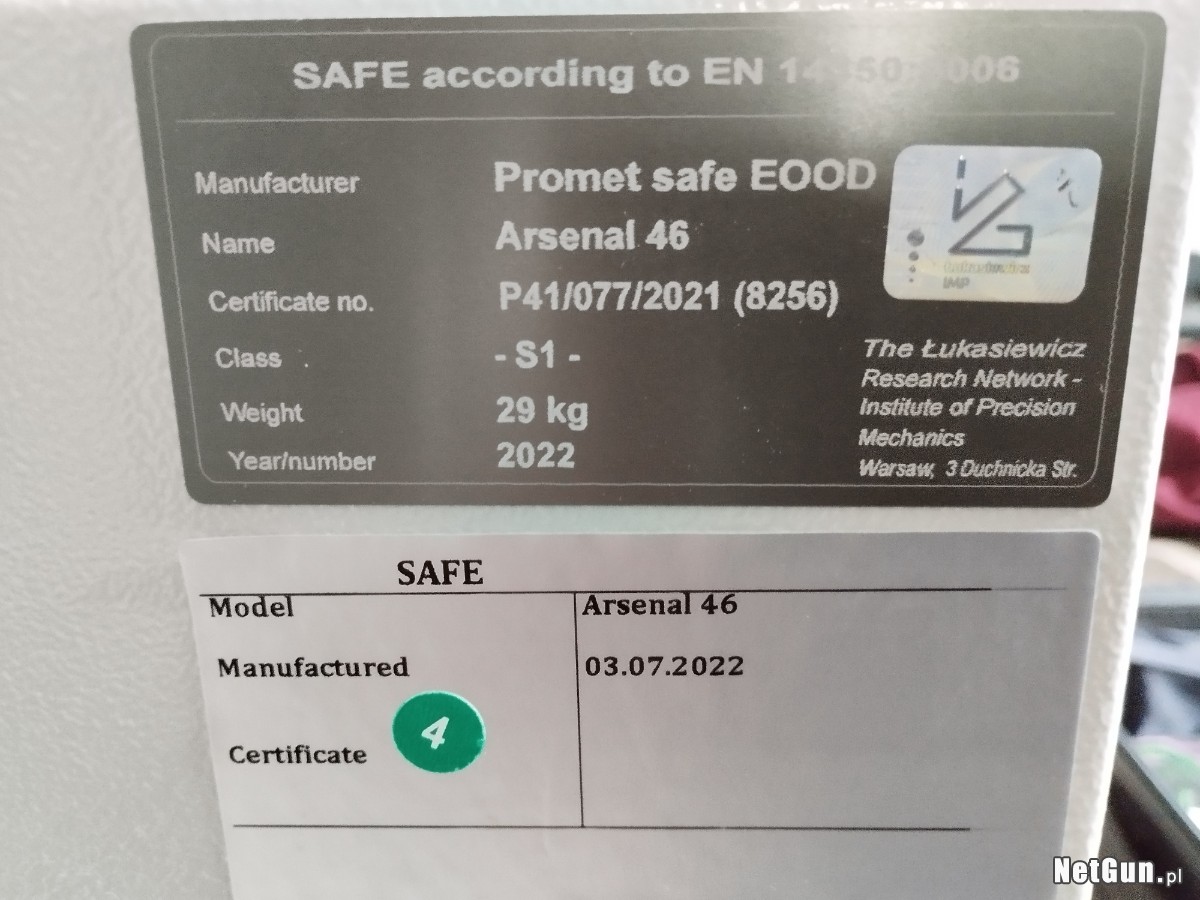 SAFE according to EN
Manufacturer Promet safe EOOD
Name Arsenal 46
Certificate no. P41/077/2021 (8256)
Class - S1 -
Weight 29 kg
Year/number 2022
IMP
The Łukasiewicz
Research Network -
Institute of Precision
Mechanics
Warsaw, 3 Duchnicka Str.
SAFE
Model Arsenal 46
Manufactured 03.07.2022
4
Certificate
NetGun.pl